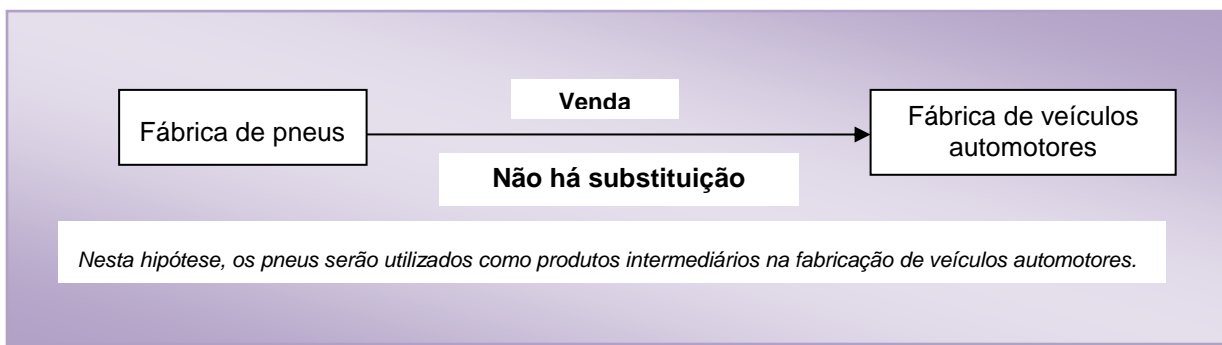 Venda
Fábrica de pneus
Fábrica de veículos
automotores
Não há substituição
Nesta hipótese, os pneus serão utilizados como produtos intermediários na fabricação de veículos automotores.